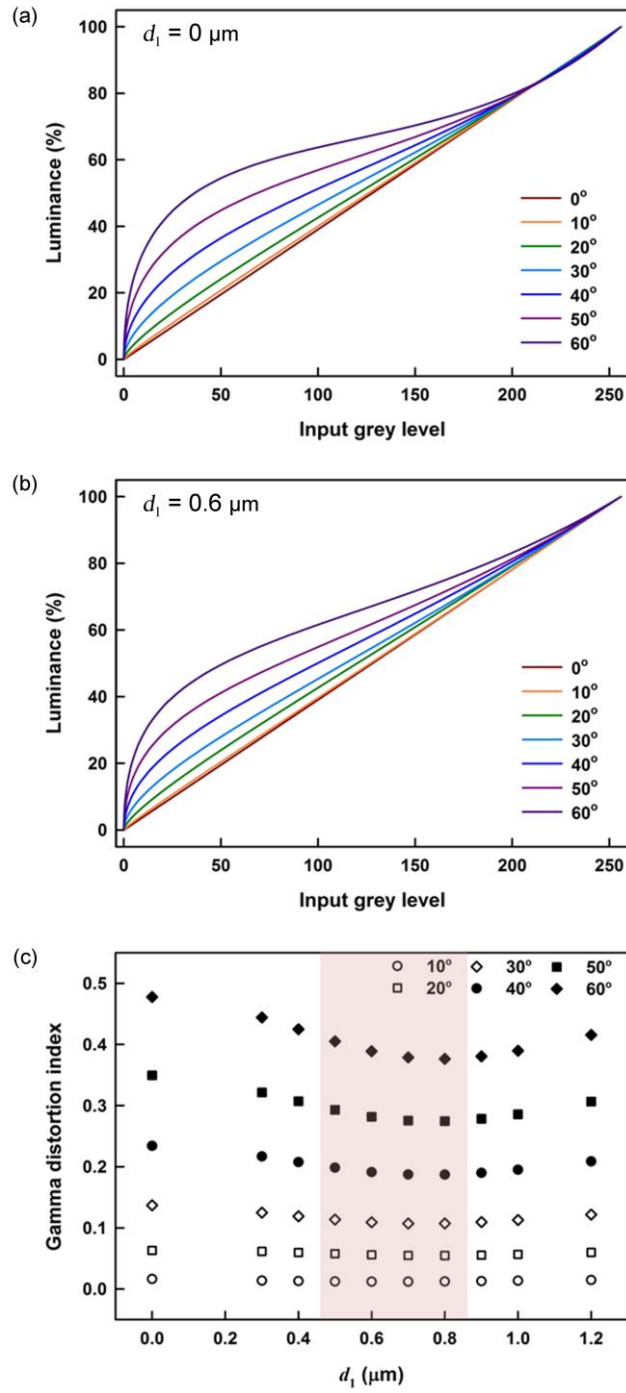 (a)
d₁ = 0 µm
100
80
60
40
20
0
Luminance (%)
0°
10°
20°
30°
40°
50°
60°
0 50 100 150 200 250
Input grey level
(b)
d₁ = 0.6 µm
100
80
60
40
20
0
Luminance (%)
0°
10°
20°
30°
40°
50°
60°
0 50 100 150 200 250
Input grey level
(c)
10° 30° 50°
20° 40° 60°
0.5
0.4
0.3
0.2
0.1
0.0
Gamma distortion index
0.0 0.2 0.4 0.6 0.8 1.0 1.2
d₁ (µm)